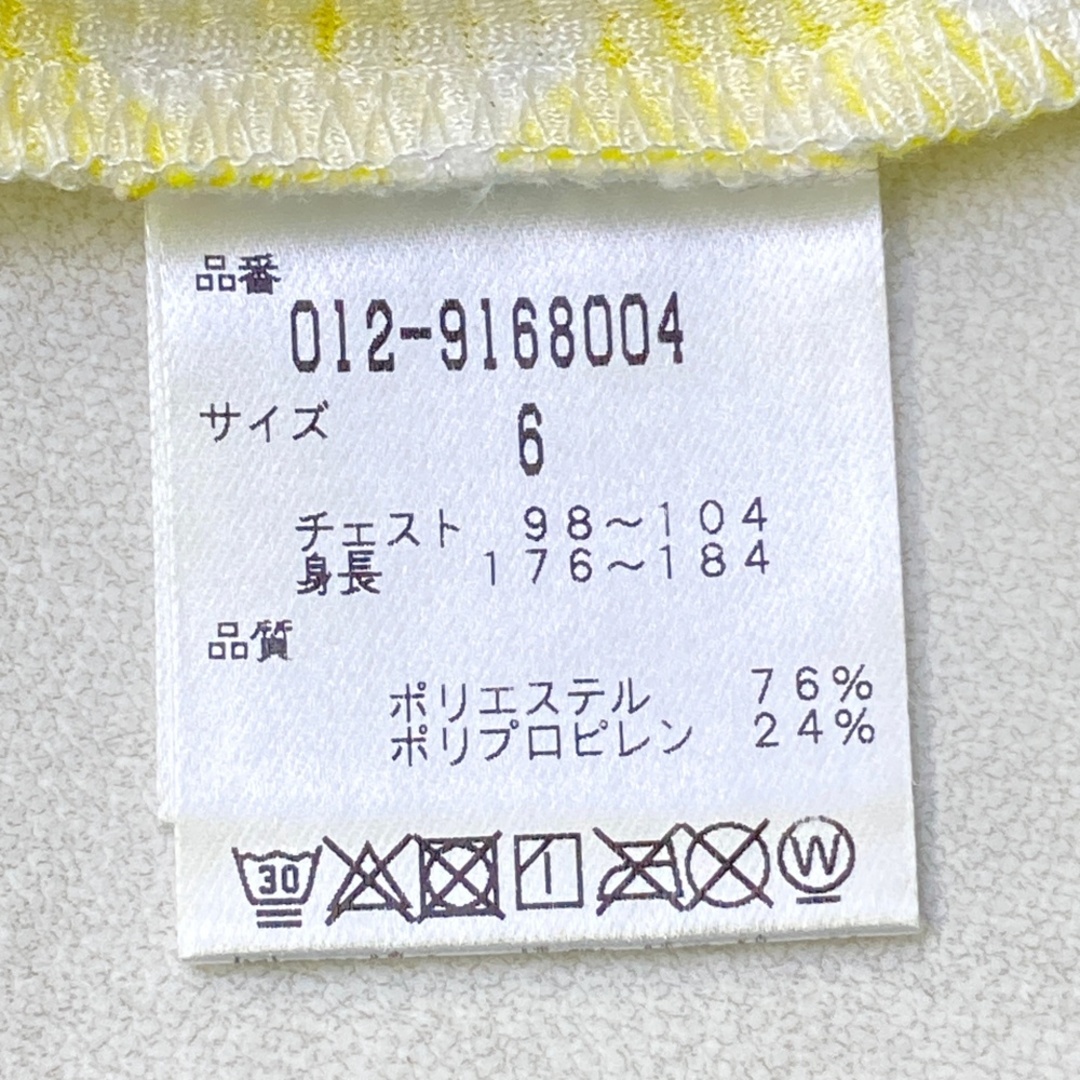 品番
012-9168004
サイズ 6
チェスト 98〜104
身長 176〜184
品質
ポリエステル 76%
ポリプロピレン 24%
30 W